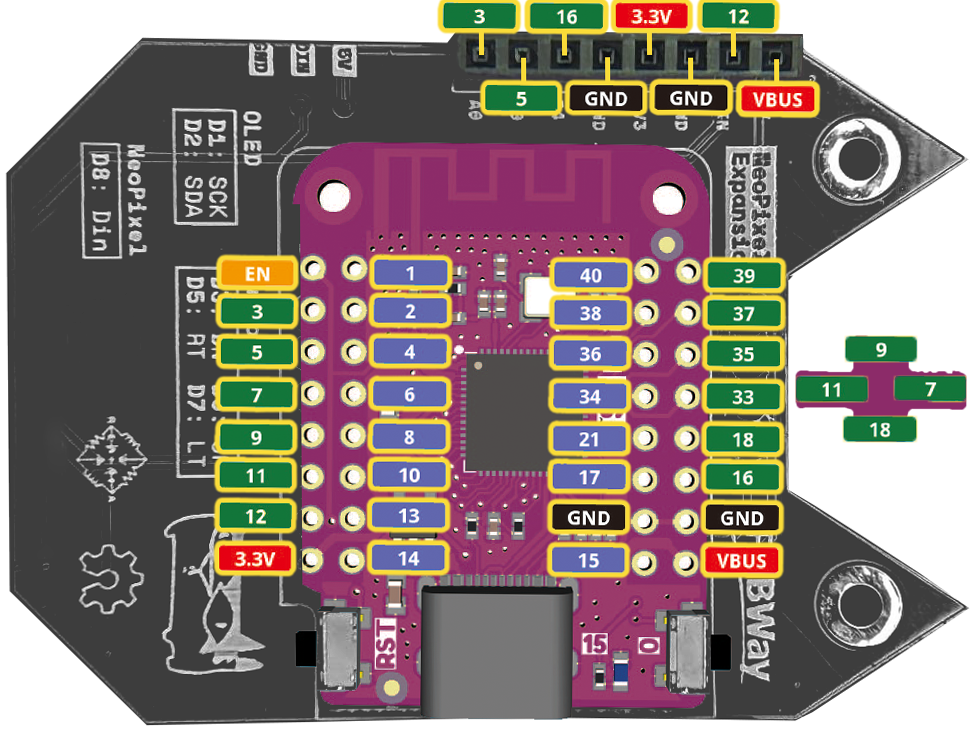 3
16
3.3V
12
5
GND
GND
VBUS
GND
DIN
5V
OLED
D1: SCK
D2: SDA
NeoPixel
D8: Din
NeoPixel
EN
1
40
39
3
2
38
37
5
4
36
35
7
6
34
33
9
8
21
18
11
10
17
16
12
13
GND
GND
3.3V
14
15
VBUS
9
11
7
18
D5:
RT
D7:
LT
RST
15
0
BWay